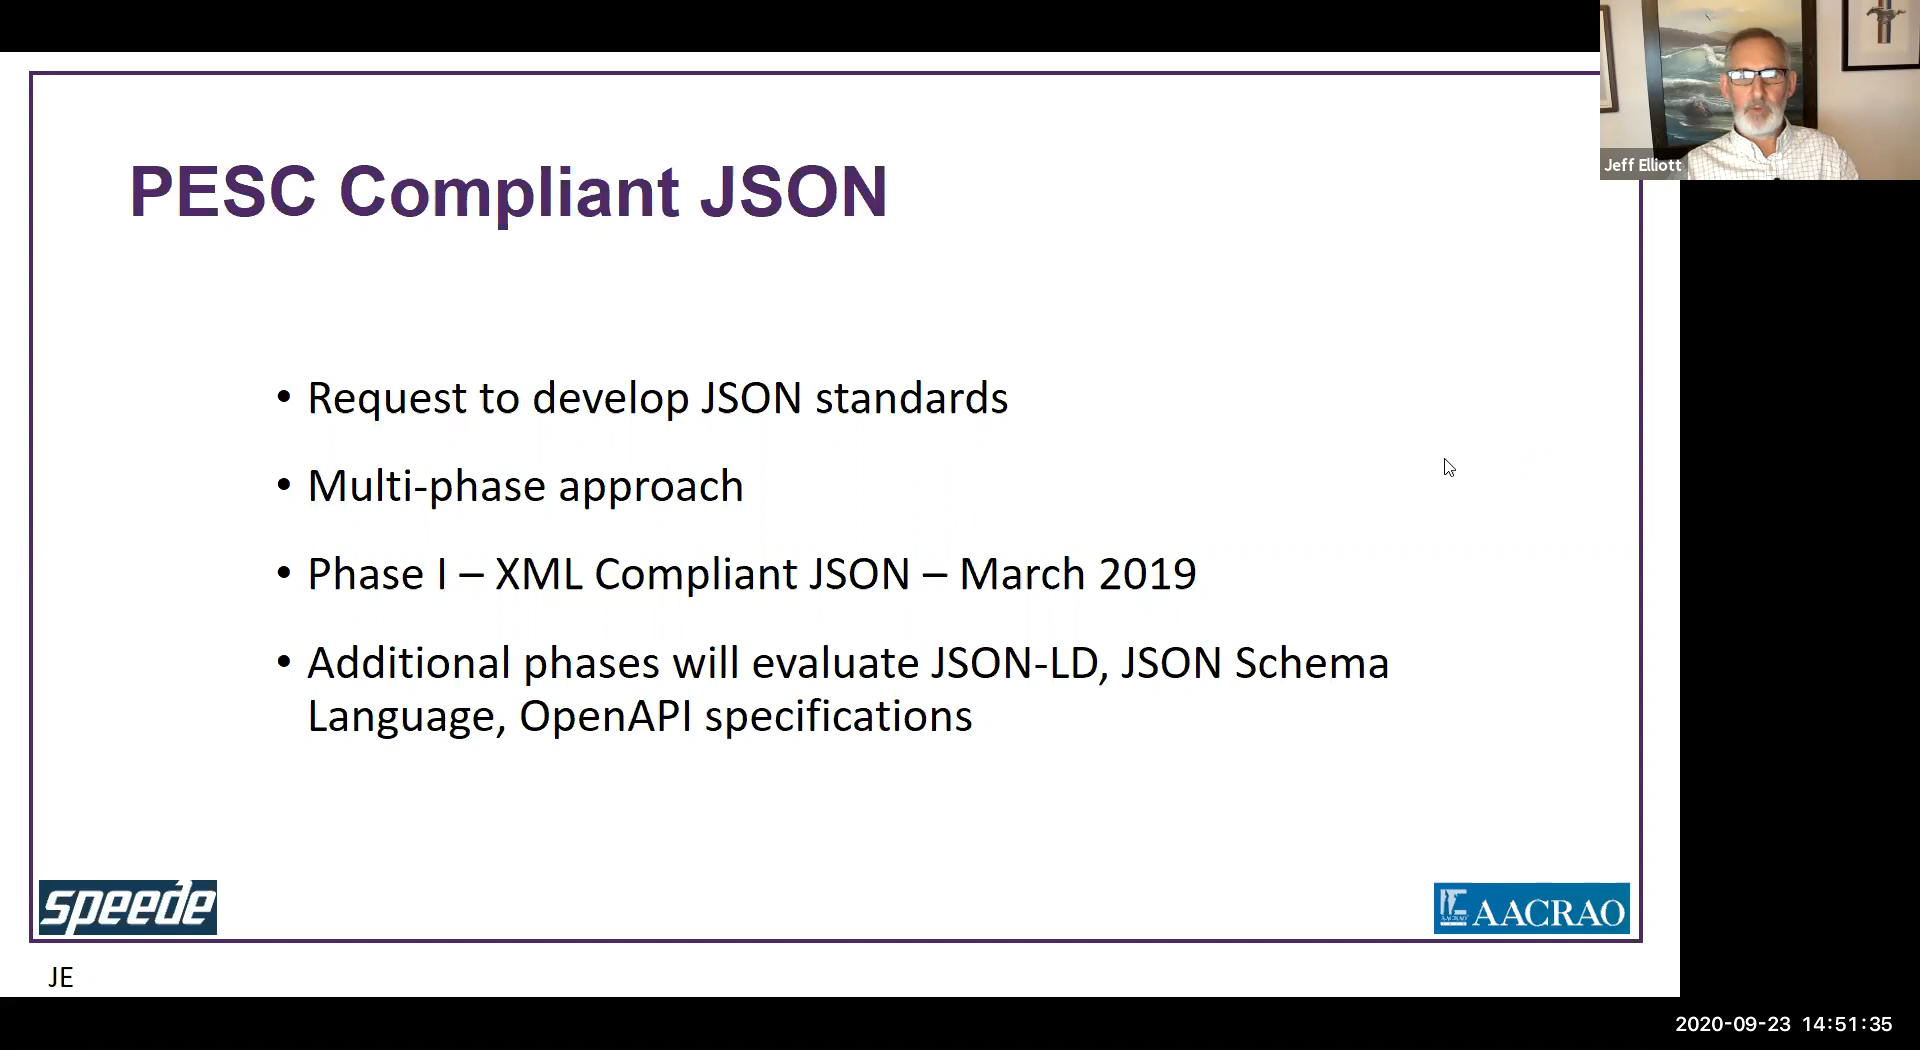 PESC Compliant JSON
• Request to develop JSON standards
• Multi-phase approach
• Phase I – XML Compliant JSON – March 2019
• Additional phases will evaluate JSON-LD, JSON Schema
Language, OpenAPI specifications
speede
AACRAO
JE
Jeff Elliott
2020-09-23 14:51:35